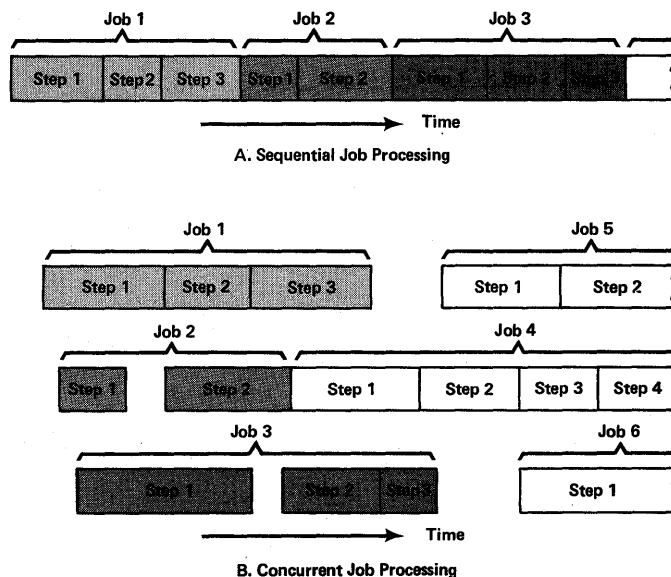 Job 1 Job 2 Job 3
Step 1 Step 2 Step 3 Step 1 Step 2 Step 1 Step 2 Step 3
Time
A. Sequential Job Processing
Job 1 Job 5
Step 1 Step 2 Step 3 Step 1 Step 2
Job 2 Job 4
Step 1 Step 2 Step 1 Step 2 Step 3 Step 4
Job 3 Job 6
Step 1 Step 2 Step 3 Step 1
Time
B. Concurrent Job Processing